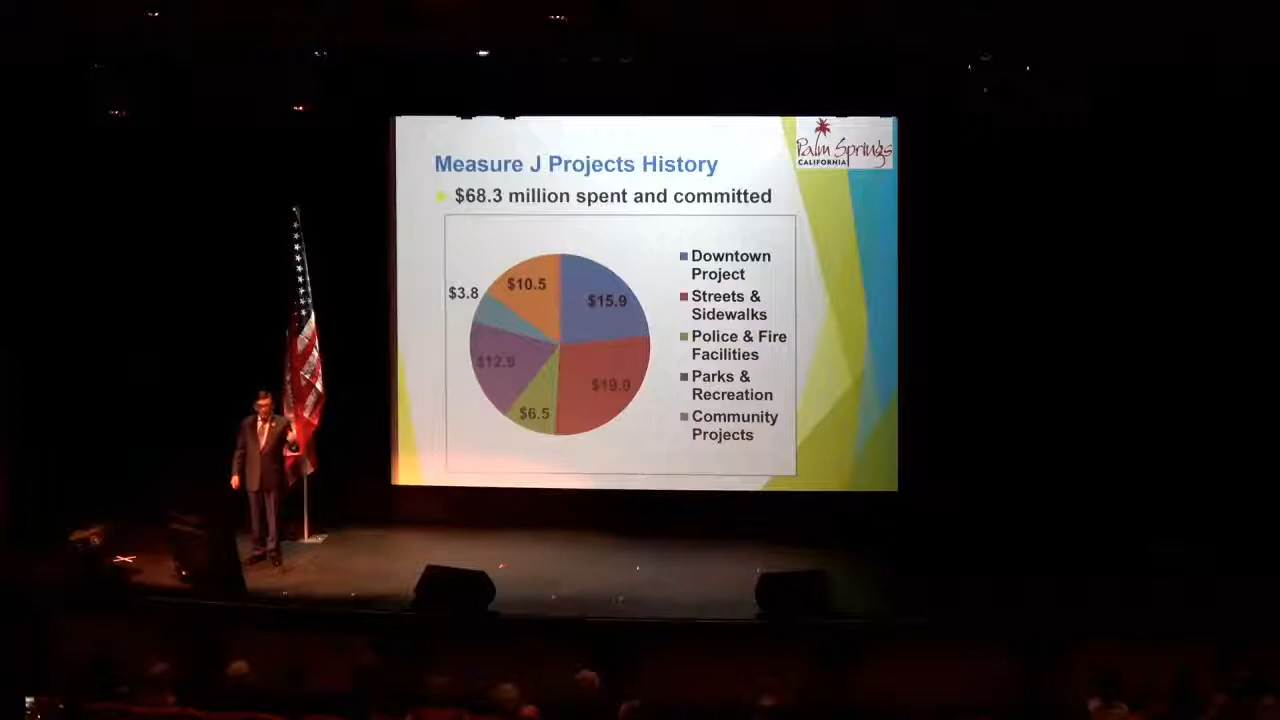 Palm Springs
CALIFORNIA
Measure J Projects History
$68.3 million spent and committed
$10.5
$3.8
$15.9
$12.9
$19.0
$6.5
Downtown
Project
Streets &
Sidewalks
Police & Fire
Facilities
Parks &
Recreation
Community
Projects